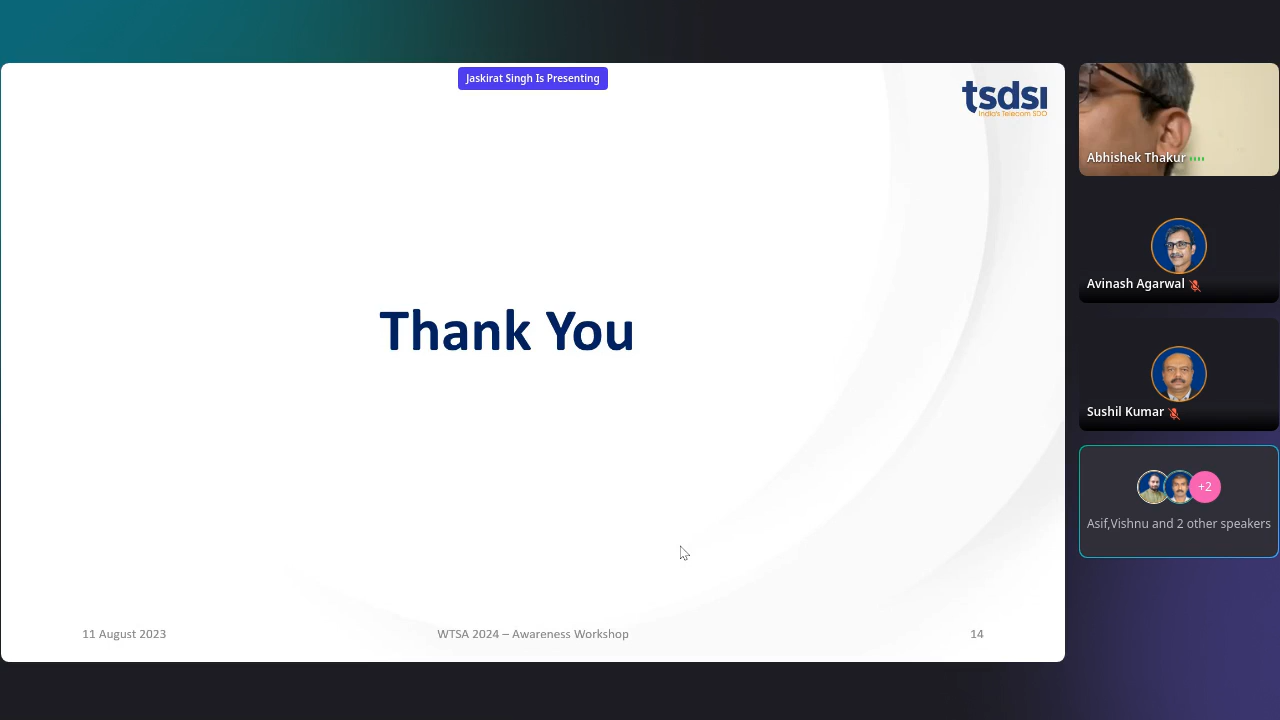 Jaskirat Singh Is Presenting
tsdsi
India's Telecom SDO
Thank You
11 August 2023
WTSA 2024 – Awareness Workshop
14
Abhishek Thakur
Avinash Agarwal
Sushil Kumar
+2
Asif,Vishnu and 2 other speakers